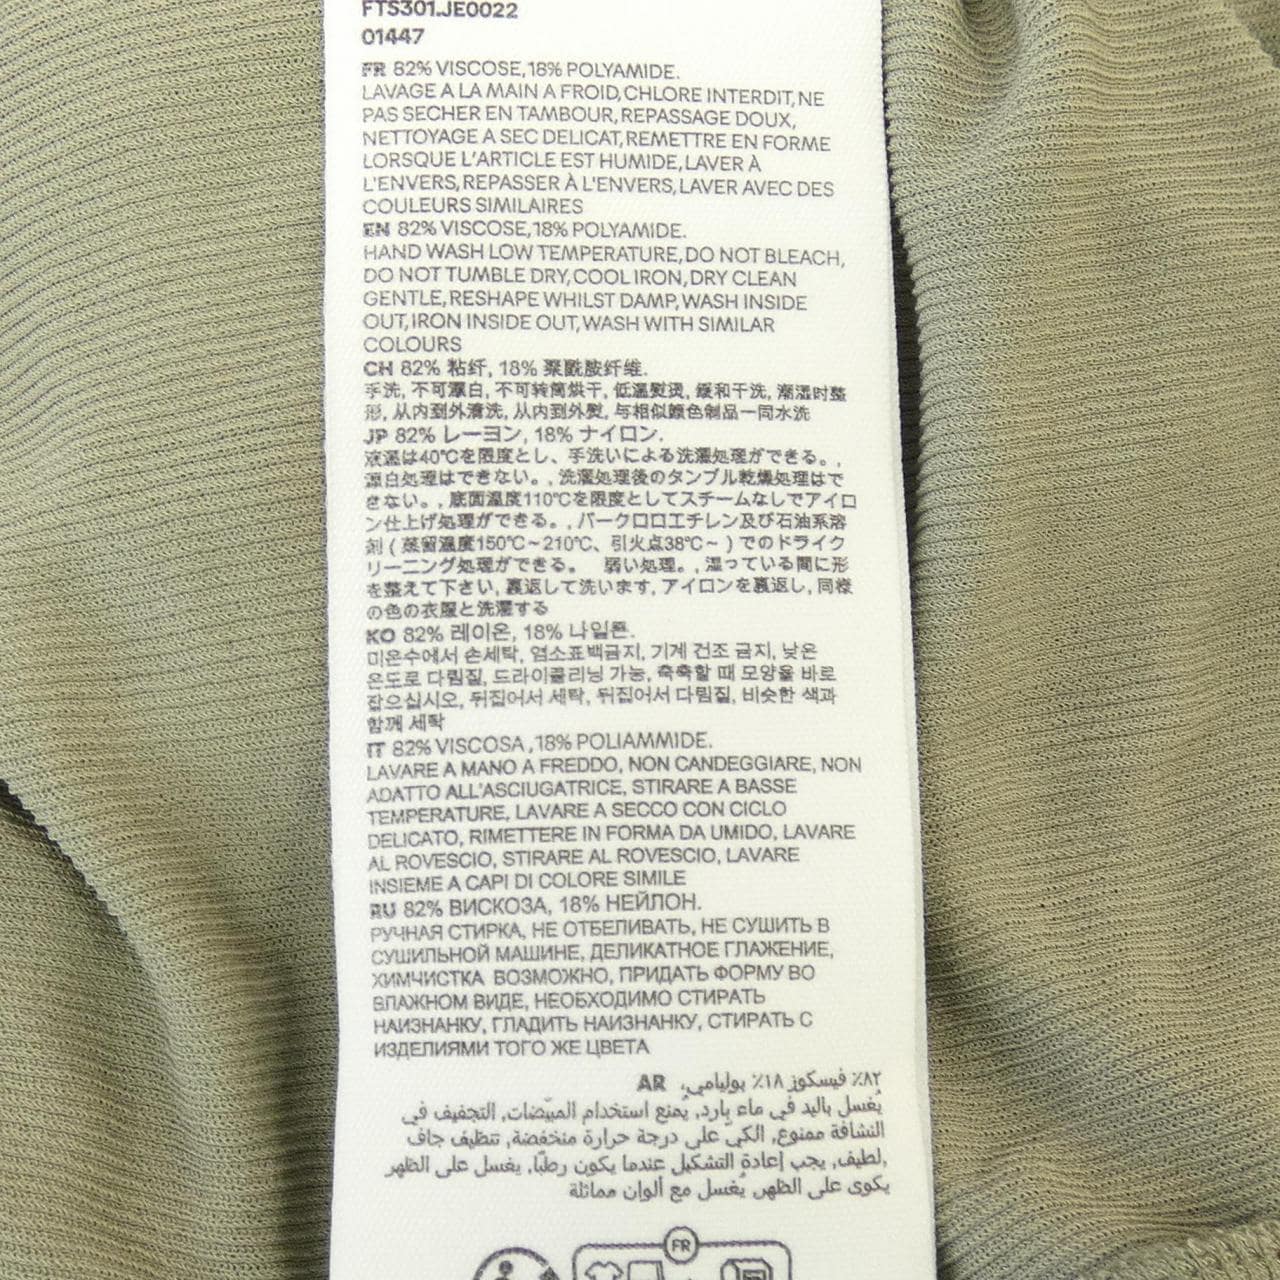 FTS301.JE0022
01447
FR 82% VISCOSE,18% POLYAMIDE.
LAVAGE A LA MAIN A FROID,CHLORE INTERDIT,NE
PAS SECHER EN TAMBOUR,REPASSAGE DOUX,
NETTOYAGE A SEC DELICAT,REMETTRE EN FORME
LORSQUE L'ARTICLE EST HUMIDE,LAVER À
L'ENVERS,REPASSER À L'ENVERS,LAVER AVEC DES
COULEURS SIMILAIRES
EN 82% VISCOSE,18% POLYAMIDE.
HAND WASH LOW TEMPERATURE,DO NOT BLEACH,
DO NOT TUMBLE DRY,COOL IRON,DRY CLEAN
GENTLE,RESHAPE WHILST DAMP,WASH INSIDE
OUT,IRON INSIDE OUT,WASH WITH SIMILAR
COLOURS
CH 82% 粘纤, 18% 聚酰胺纤维.
手洗, 不可漂白, 不可转筒烘干, 低温熨烫, 缓和干洗, 潮湿时整
形, 从内到外清洗, 从内到外熨, 与相似颜色制品一同水洗
JP 82% レーヨン, 18% ナイロン.
液温は40℃を限度とし、手洗いによる洗濯処理ができる。,
漂白処理はできない。, 洗濯処理後のタンブル乾燥処理はで
きない。, 底面温度110℃を限度としてスチームなしでアイロ
ン仕上げ処理ができる。, パークロロエチレン及び石油系溶
剤 ( 蒸留温度150℃～210℃、引火点38℃～ ) でのドライク
リーニング処理ができる。 弱い処理。, 湿っている間に形
を整えて下さい, 裏返して洗います, アイロンを裏返し, 同様
の色の衣服と洗濯する
KO 82% 레이온, 18% 나일론.
미온수에서 손세탁, 염소표백금지, 기계 건조 금지, 낮은
온도로 다림질, 드라이클리닝 가능, 축축할 때 모양을 바로
잡으십시오, 뒤집어서 세탁, 뒤집어서 다림질, 비슷한 색과
함께 세탁
IT 82% VISCOSA,18% POLIAMMIDE.
LAVARE A MANO A FREDDO, NON CANDEGGIARE, NON
ADATTO ALL'ASCIUGATRICE, STIRARE A BASSE
TEMPERATURE, LAVARE A SECCO CON CICLO
DELICATO, RIMETTERE IN FORMA DA UMIDO, LAVARE
AL ROVESCIO, STIRARE AL ROVESCIO, LAVARE
INSIEME A CAPI DI COLORE SIMILE
RU 82% ВИСКОЗА, 18% НЕЙЛОН.
РУЧНАЯ СТИРКА, НЕ ОТБЕЛИВАТЬ, НЕ СУШИТЬ В
СУШИЛЬНОЙ МАШИНЕ, ДЕЛИКАТНОЕ ГЛАЖЕНИЕ,
ХИМЧИСТКА ВОЗМОЖНО, ПРИДАТЬ ФОРМУ ВО
ВЛАЖНОМ ВИДЕ, НЕОБХОДИМО СТИРАТЬ
НАИЗНАНКУ, ГЛАДИТЬ НАИЗНАНКУ, СТИРАТЬ С
ИЗДЕЛИЯМИ ТОГО ЖЕ ЦВЕТА
٨٢٪ فيسكوز ١٨٪ بوليامي, AR
يُغسل باليد في ماء بارد, يُمنع استخدام المبيّضات, التجفيف في
النشافة ممنوع, الكي على درجة حرارة منخفضة, تنظيف جاف
لطيف, يجب إعادة التشكيل عندما يكون رطبًا, يغسل على الظهر,
يكوى على الظهر, يُغسل مع ألوان مماثلة
FR